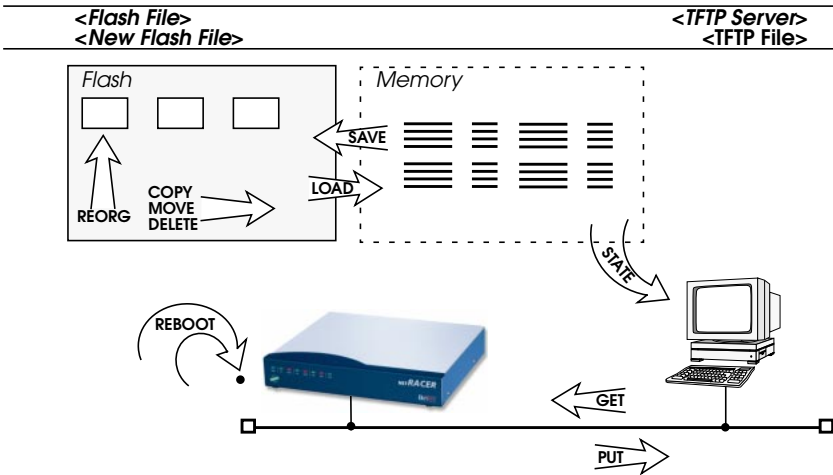 <Flash File> <TFTP Server>
<New Flash File> <TFTP File>
Flash
Memory
SAVE
LOAD
REORG
COPY
MOVE
DELETE
STATE
REBOOT
NETRACER
GET
PUT